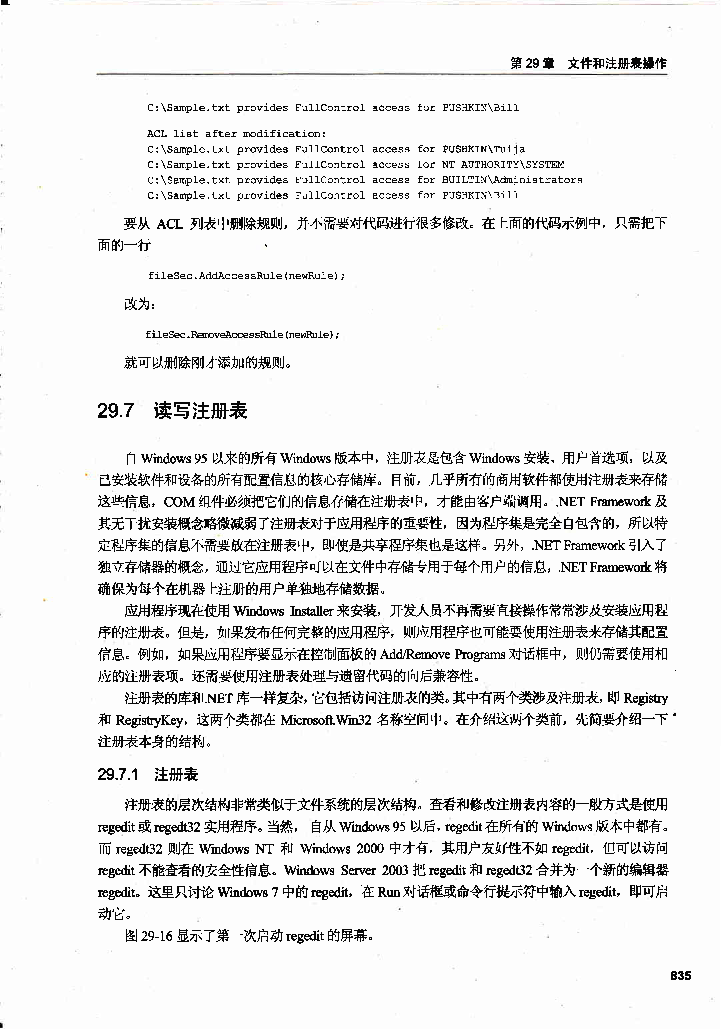 第 29 章 文件和注册表操作
C:\Sample.txt provides FullControl access for PUSHKIN\Bill
ACL list after modification:
C:\Sample.txt provides FullControl access for PUSHKIN\Tuija
C:\Sample.txt provides FullControl access for NT AUTHORITY\SYSTEM
C:\Sample.txt provides FullControl access for BUILTIN\Administrators
C:\Sample.txt provides FullControl access for PUSHKIN\Bill
要从 ACL 列表中删除规则，并不需要对代码进行很多修改。在上面的代码示例中，只需把下
面的一行
fileSec.AddAccessRule(newRule);
改为：
fileSec.RemoveAccessRule(newRule);
就可以删除刚才添加的规则。
29.7 读写注册表
自 Windows 95 以来的所有 Windows 版本中，注册表是包含 Windows 安装、用户首选项，以及
已安装软件和设备的所有配置信息的核心存储库。目前，几乎所有的商用软件都使用注册表来存储
这些信息，COM 组件必须把它们的信息存储在注册表中，才能由客户端调用。.NET Framework 及
其无干扰安装概念略微减弱了注册表对于应用程序的重要性，因为程序集是完全自包含的，所以特
定程序集的信息不需要放在注册表中，即使是共享程序集也是这样。另外，.NET Framework 引入了
独立存储器的概念，通过它应用程序可以在文件中存储专用于每个用户的信息，.NET Framework 将
确保为每个在机器上注册的用户单独地存储数据。
应用程序现在使用 Windows Installer 来安装，开发人员不再需要直接操作常常涉及安装应用程
序的注册表。但是，如果发布任何完整的应用程序，则应用程序也可能要使用注册表来存储其配置
信息。例如，如果应用程序要显示在控制面板的 Add/Remove Programs 对话框中，则仍需要使用相
应的注册表项。还需要使用注册表处理与遗留代码的向后兼容性。
注册表的库和.NET 库一样复杂，它包括访问注册表的类。其中有两个类涉及注册表，即 Registry
和 RegistryKey，这两个类都在 Microsoft.Win32 名称空间中。在介绍这两个类前，先简要介绍一下
注册表本身的结构。
29.7.1 注册表
注册表的层次结构非常类似于文件系统的层次结构。查看和修改注册表内容的一般方式是使用
regedit 或 regedt32 实用程序。当然，自从 Windows 95 以后，regedit 在所有的 Windows 版本中都有。
而 regedt32 则在 Windows NT 和 Windows 2000 中才有，其用户友好性不如 regedit，但可以访问
regedit 不能查看的安全性信息。Windows Server 2003 把 regedit 和 regedt32 合并为一个新的编辑器
regedit。这里只讨论 Windows 7 中的 regedit，在 Run 对话框或命令行提示符中输入 regedit，即可启
动它。
图 29-16 显示了第一次启动 regedit 的屏幕。
835